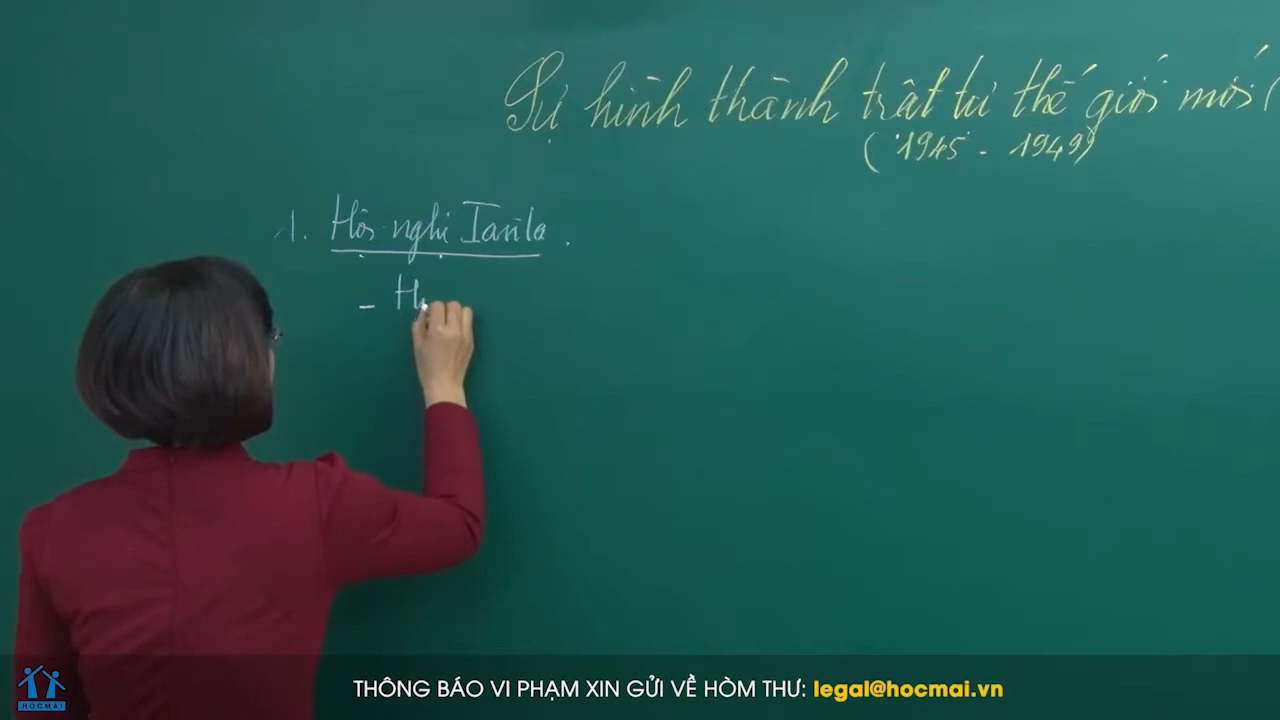 Sự hình thành trật tự thế giới mới (
(1945 - 1949)
1. Hội nghị Ianta.
- H
THÔNG BÁO VI PHẠM XIN GỬI VỀ HÒM THƯ: legal@hocmai.vn
HOCMAI